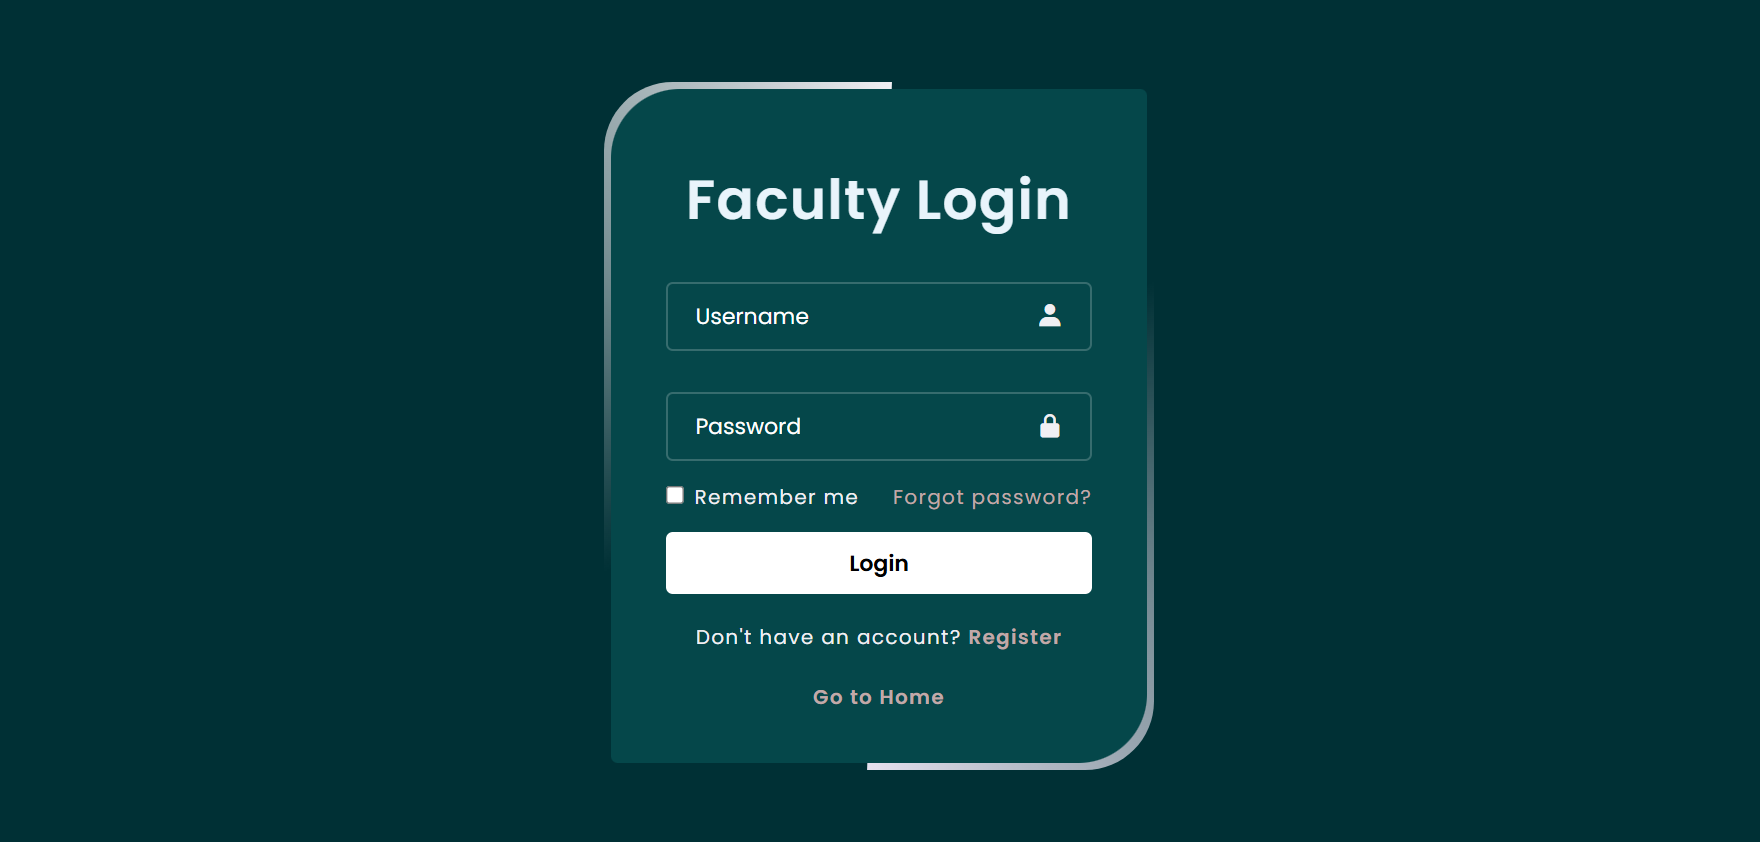 Faculty Login
Username
Password
Remember me Forgot password?
Login
Don't have an account? Register
Go to Home